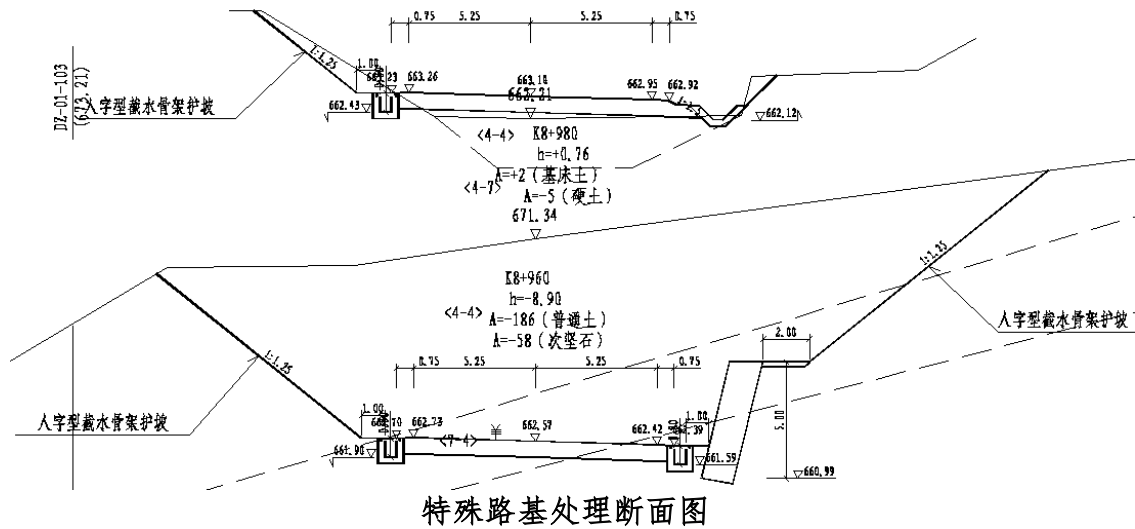 0.75 5.25 5.25 0.75
DZ-01-103
(673.21)
1:1.25
1.00
663.26
663.10
662.95
662.92
人字型截水骨架护坡
662.43
662.21
662.12
<4-4> K8+980
h=+0.76
A=+2(基床土)
<4-7>
A=-5(硬土)
671.34
K8+960
h=-8.90
<4-4>
A=-186(普通土)
A=-58(次坚石)
1:1.25
人字型截水骨架护坡
2.00
1:1.25
0.75 5.25 5.25 0.75
人字型截水骨架护坡
1.00
662.73
662.57
662.42
1.00
5.00
<7-4>
661.90
661.59
660.99
特殊路基处理断面图